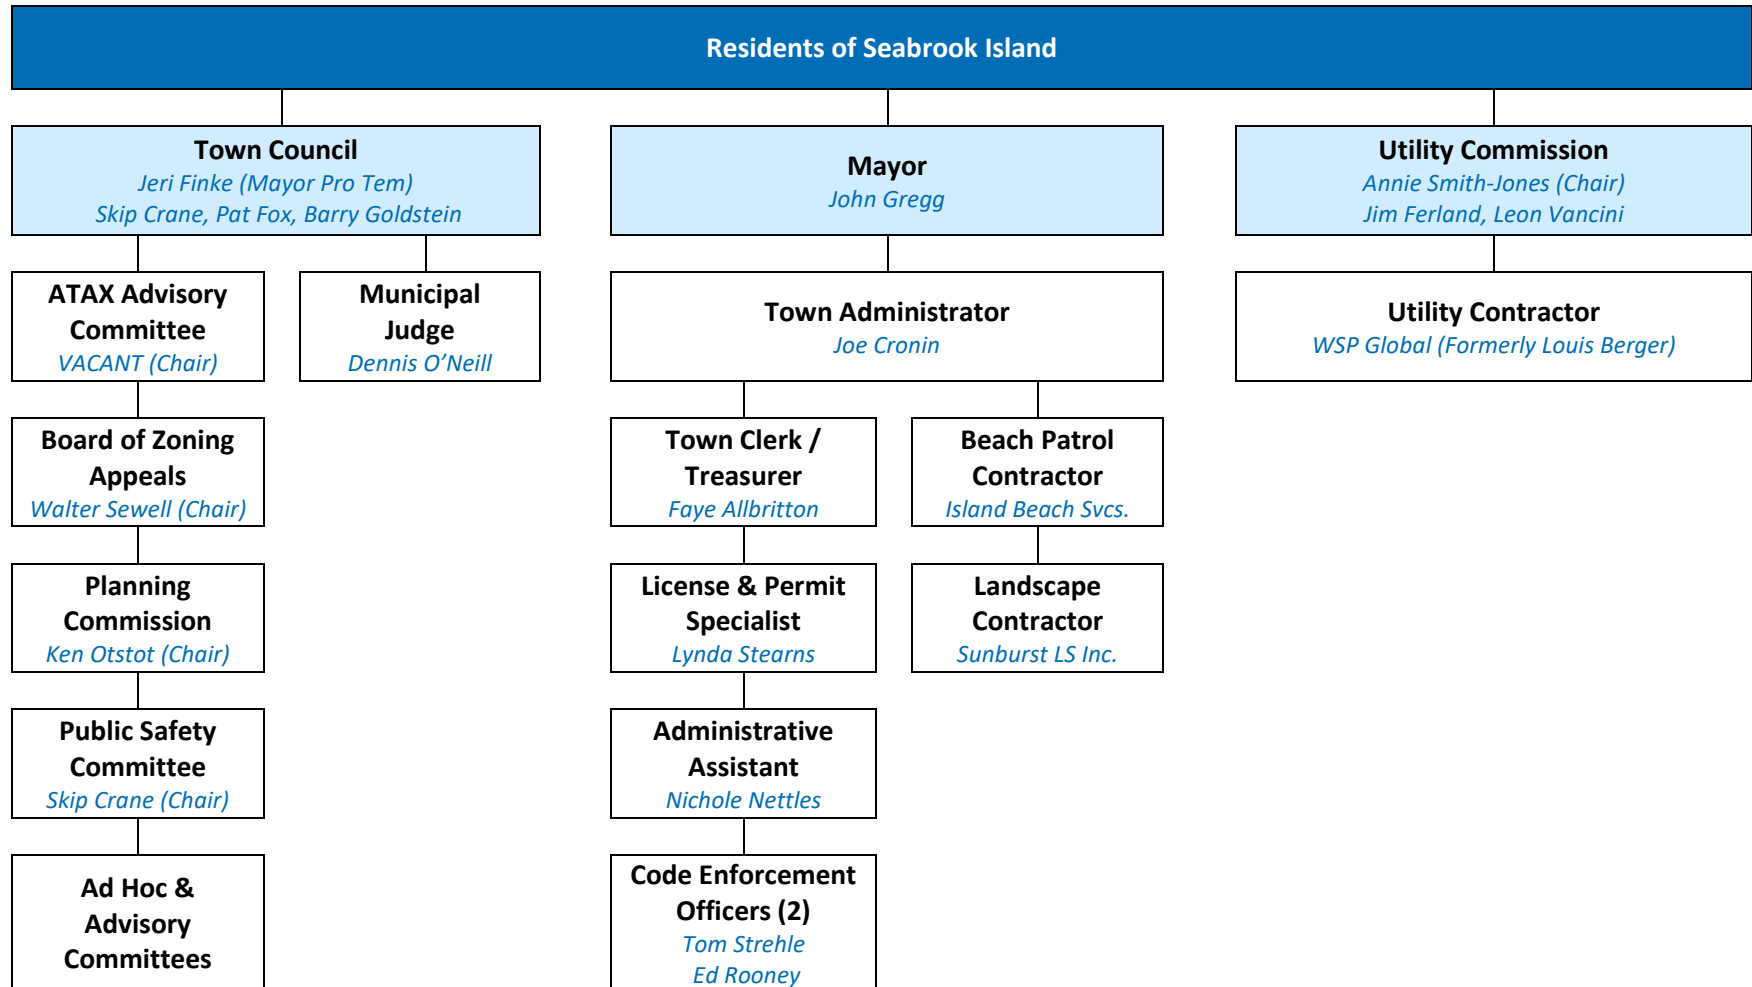 Residents of Seabrook Island
Town Council
Jeri Finke (Mayor Pro Tem)
Skip Crane, Pat Fox, Barry Goldstein
Mayor
John Gregg
Utility Commission
Annie Smith-Jones (Chair)
Jim Ferland, Leon Vancini
ATAX Advisory
Committee
VACANT (Chair)
Municipal
Judge
Dennis O’Neill
Town Administrator
Joe Cronin
Utility Contractor
WSP Global (Formerly Louis Berger)
Board of Zoning
Appeals
Walter Sewell (Chair)
Town Clerk /
Treasurer
Faye Allbritton
Beach Patrol
Contractor
Island Beach Svcs.
Planning
Commission
Ken Otstot (Chair)
License & Permit
Specialist
Lynda Stearns
Landscape
Contractor
Sunburst LS Inc.
Public Safety
Committee
Skip Crane (Chair)
Administrative
Assistant
Nichole Nettles
Ad Hoc &
Advisory
Committees
Code Enforcement
Officers (2)
Tom Strehle
Ed Rooney